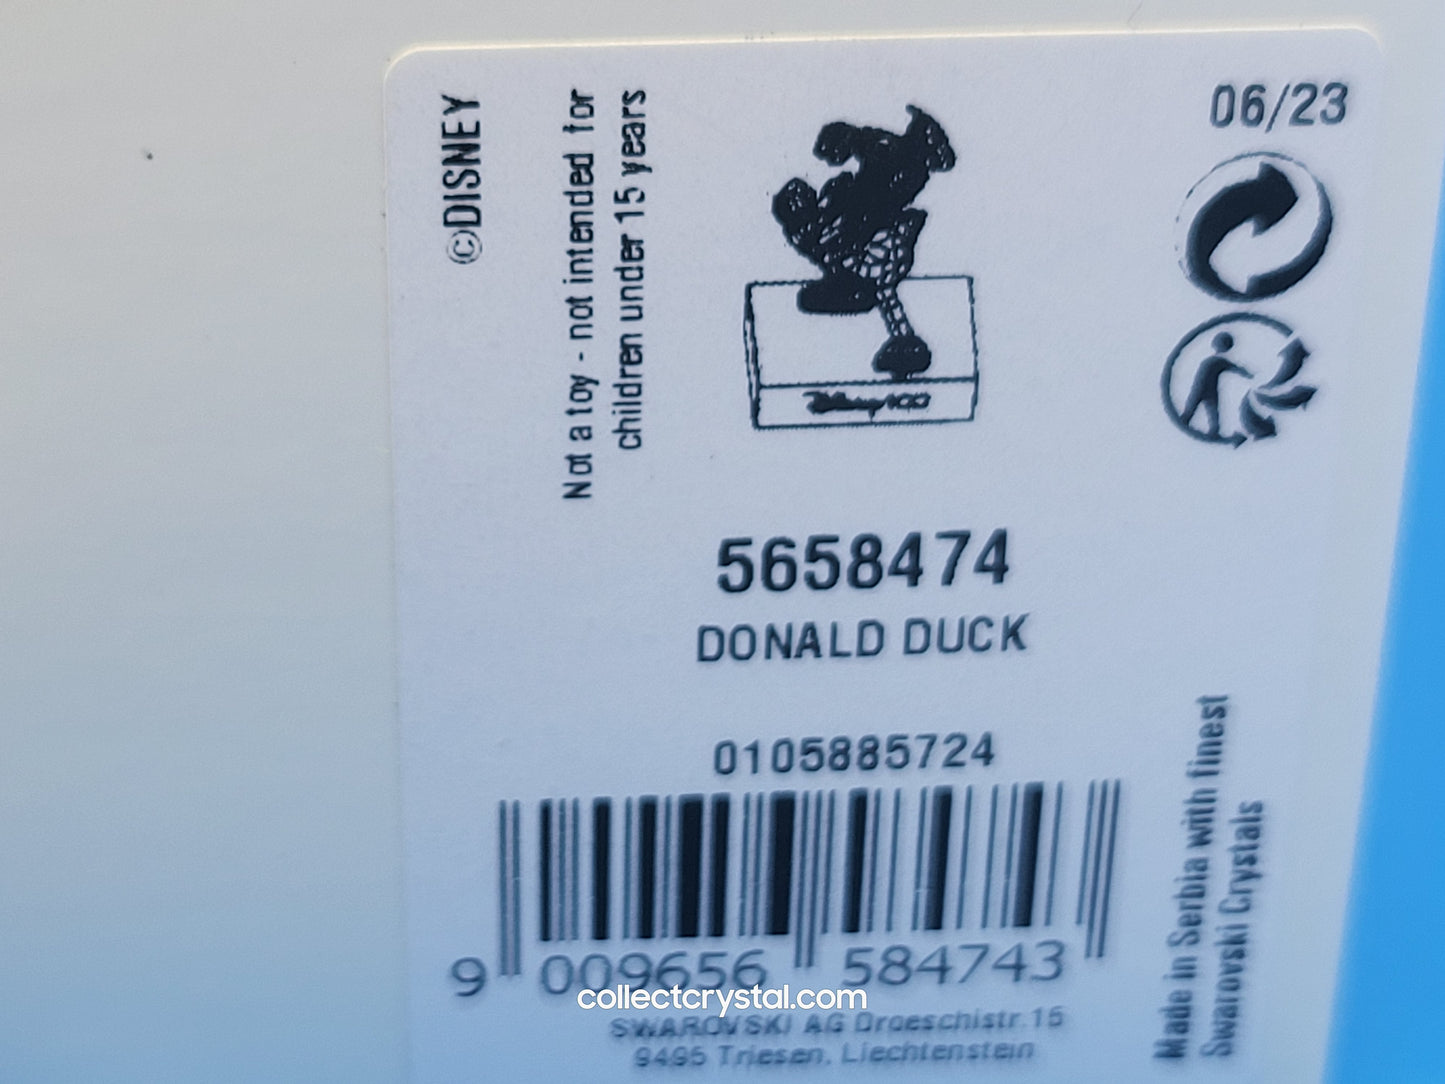 ©DISNEY
Not a toy - not intended for
children under 15 years
06/23
Disney100
5658474
DONALD DUCK
0105885724
9 009656 584743
collectcrystal.com
SWAROVSKI AG Droeschistr.15
9495 Triesen, Liechtenstein
Made in Serbia with finest
Swarovski Crystals